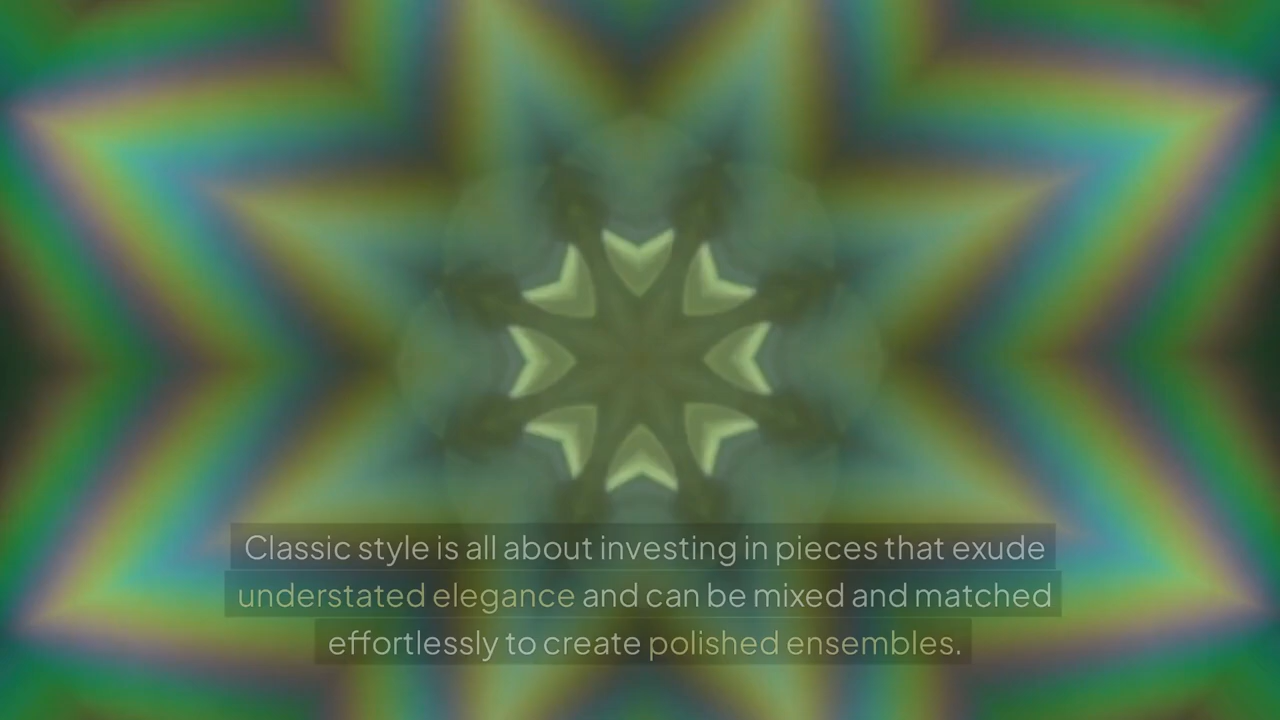 Classic style is all about investing in pieces that exude
understated elegance and can be mixed and matched
effortlessly to create polished ensembles.